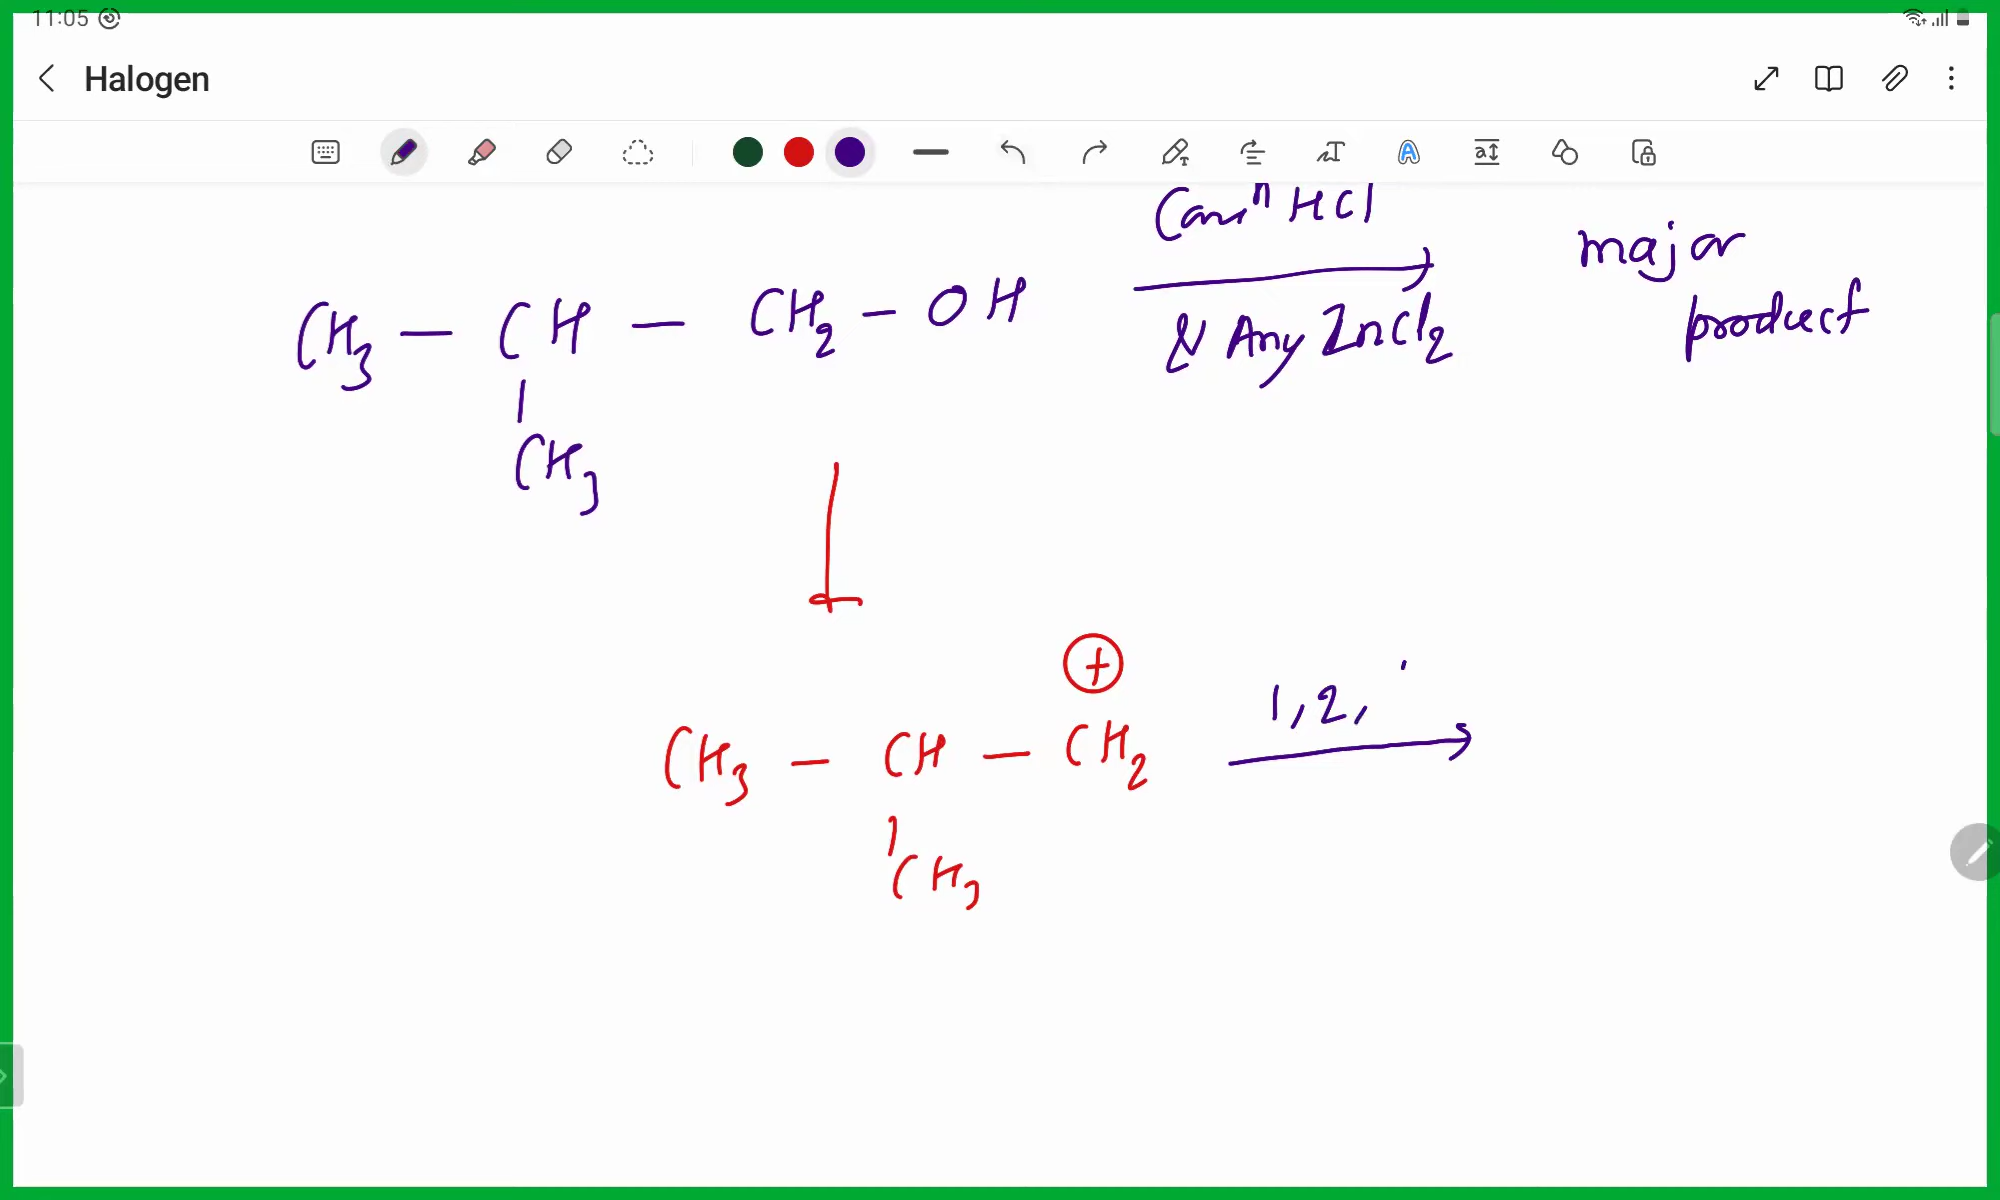 11:05
Halogen
Concⁿ HCl
CH₃ — CH — CH₂ — OH
& Any ZnCl₂
major
product
CH₃
⊕
1, 2,
CH₃ — CH — CH₂
CH₃